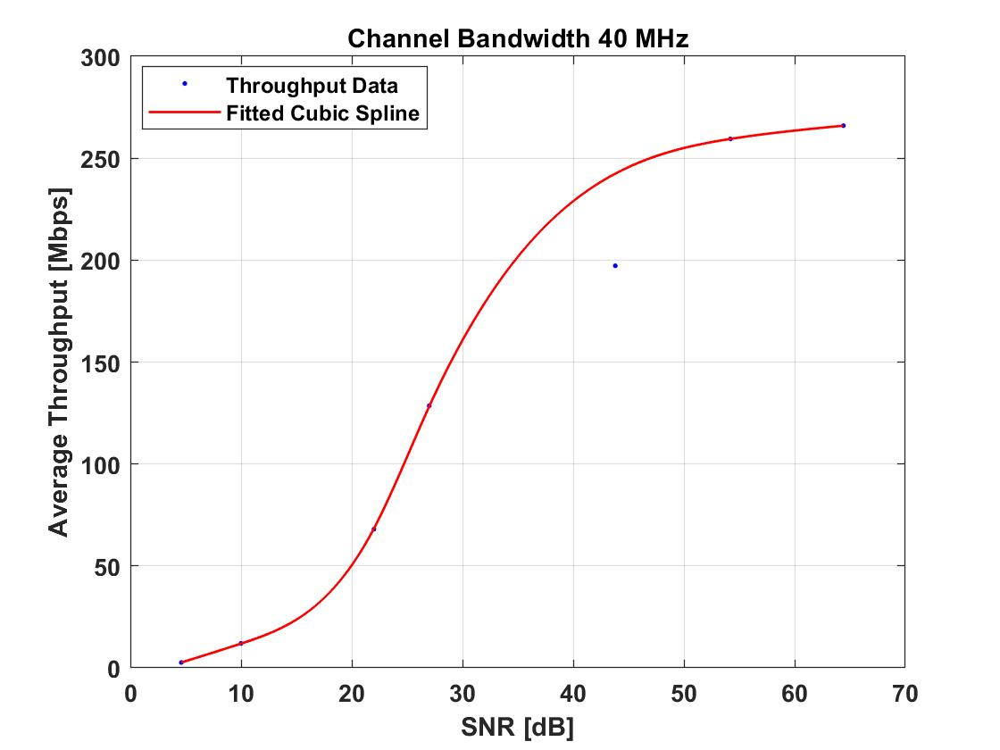 Channel Bandwidth 40 MHz
Throughput Data
Fitted Cubic Spline
Average Throughput [Mbps]
300
250
200
150
100
50
0
0 10 20 30 40 50 60 70
SNR [dB]